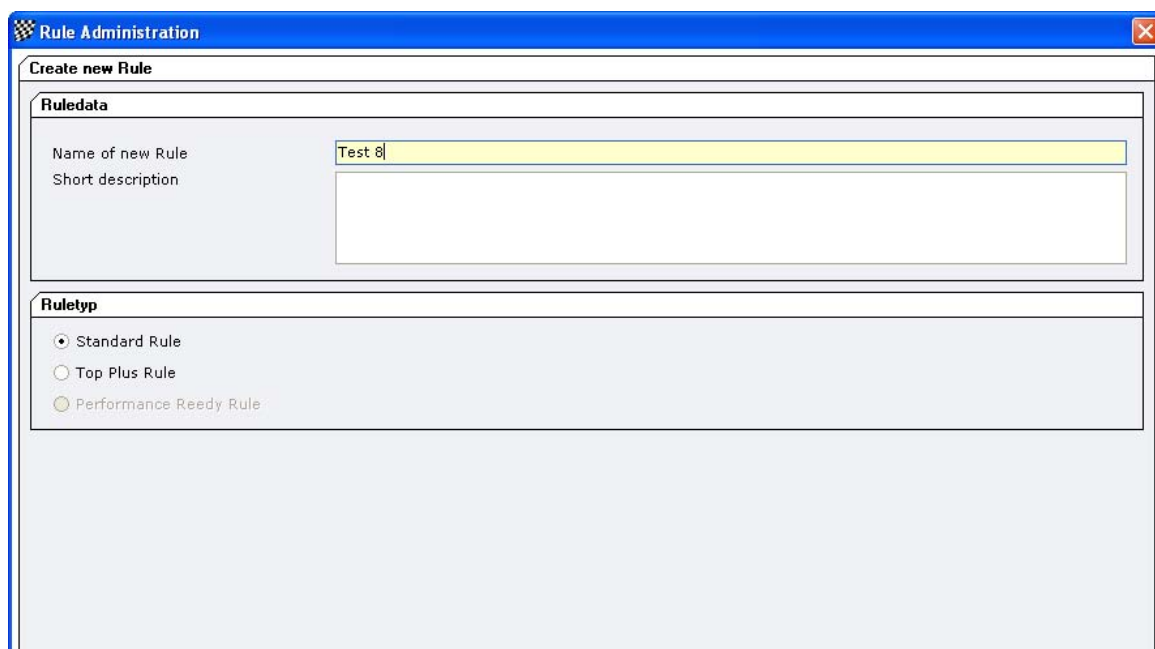 Rule Administration
Create new Rule
Ruledata
Name of new Rule
Test 8
Short description
Ruletyp
Standard Rule
Top Plus Rule
Performance Reedy Rule